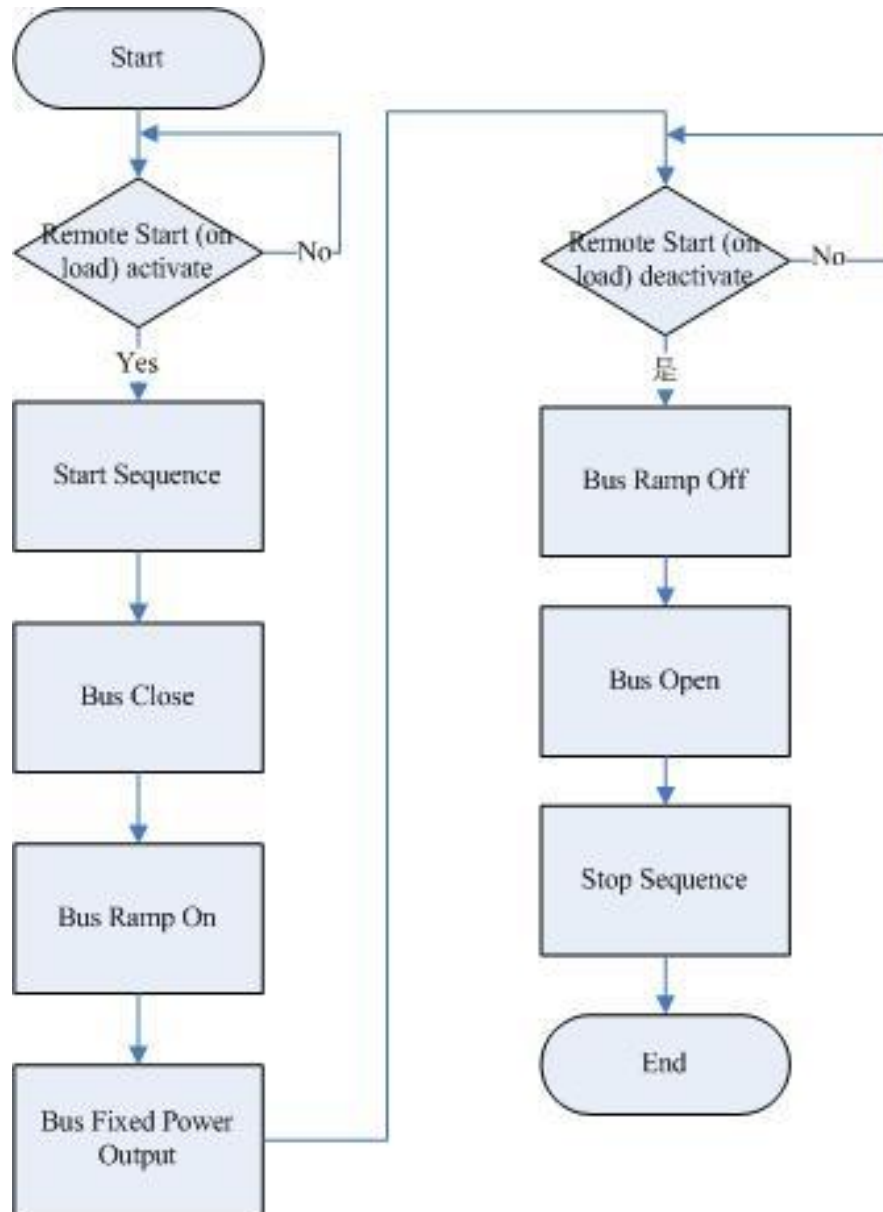 Start
Remote Start (on
load) activate
No
Yes
Start Sequence
Bus Close
Bus Ramp On
Bus Fixed Power
Output
Remote Start (on
load) deactivate
No
是
Bus Ramp Off
Bus Open
Stop Sequence
End